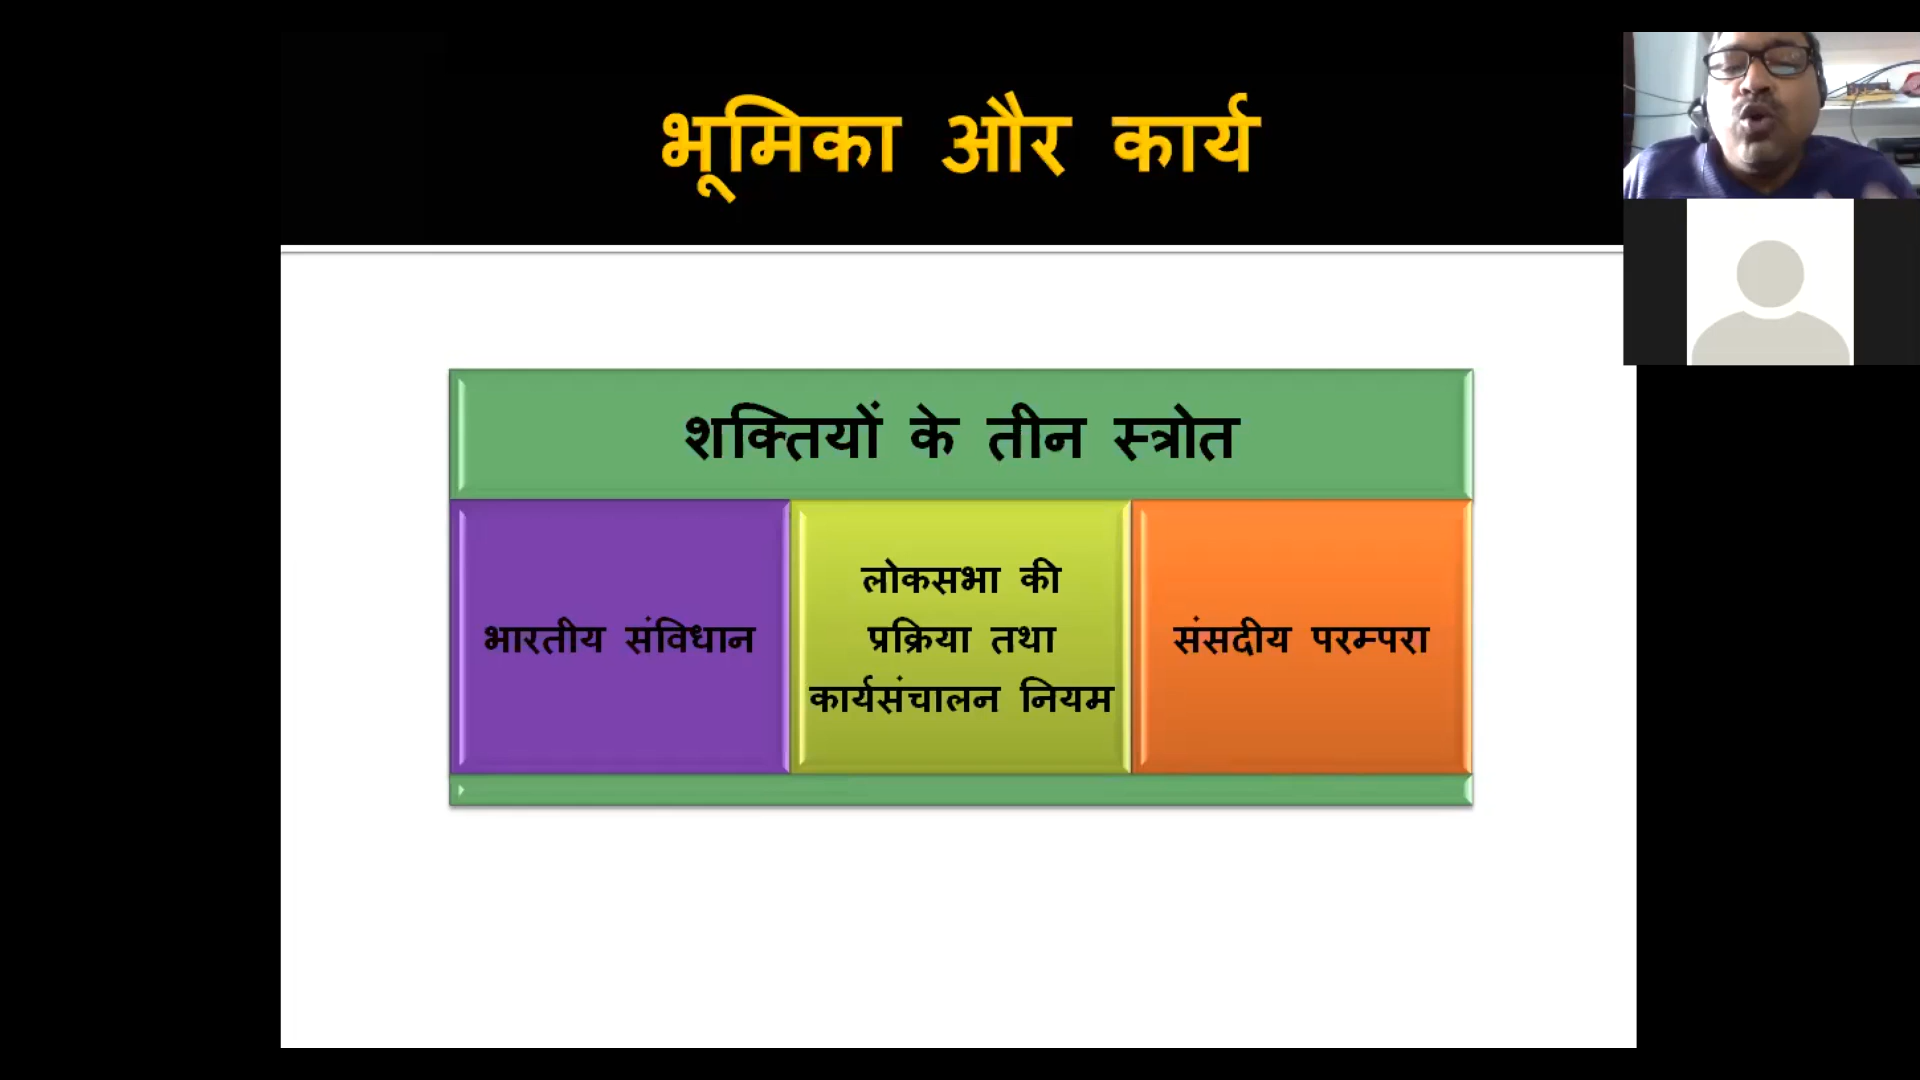 भूमिका और कार्य
शक्तियों के तीन स्त्रोत
भारतीय संविधान
लोकसभा की
प्रक्रिया तथा
कार्यसंचालन नियम
संसदीय परम्परा